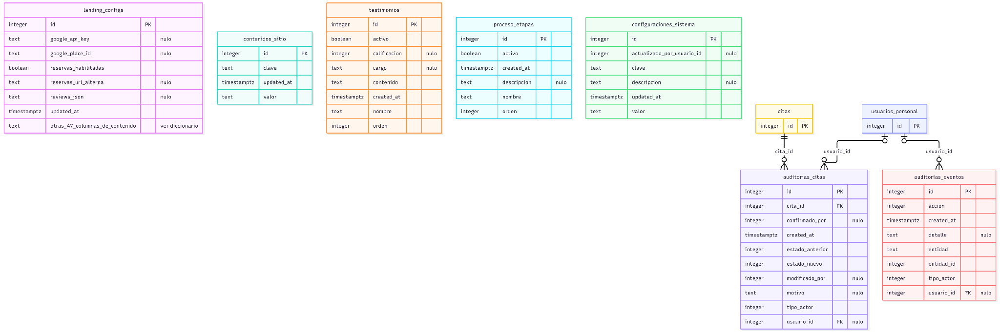 landing_configs
integer id PK
text google_api_key nulo
text google_place_id nulo
boolean reservas_habilitadas
text reservas_url_alterna nulo
text reviews_json nulo
timestamptz updated_at
text otras_47_columnas_de_contenido ver diccionario
contenidos_sitio
integer id PK
text clave
timestamptz updated_at
text valor
testimonios
integer id PK
boolean activo
integer calificacion nulo
text cargo nulo
text contenido
timestamptz created_at
text nombre
integer orden
proceso_etapas
integer id PK
boolean activo
timestamptz created_at
text descripcion nulo
text nombre
integer orden
configuraciones_sistema
integer id PK
integer actualizado_por_usuario_id nulo
text clave
text descripcion nulo
timestamptz updated_at
text valor
citas
integer id PK
usuarios_personal
integer id PK
cita_id
usuario_id
usuario_id
auditorias_citas
integer id PK
integer cita_id FK
integer confirmado_por nulo
timestamptz created_at
integer estado_anterior
integer estado_nuevo
integer modificado_por nulo
text motivo nulo
integer tipo_actor
integer usuario_id FK nulo
auditorias_eventos
integer id PK
integer accion
timestamptz created_at
text detalle nulo
text entidad
integer entidad_id
integer tipo_actor
integer usuario_id FK nulo